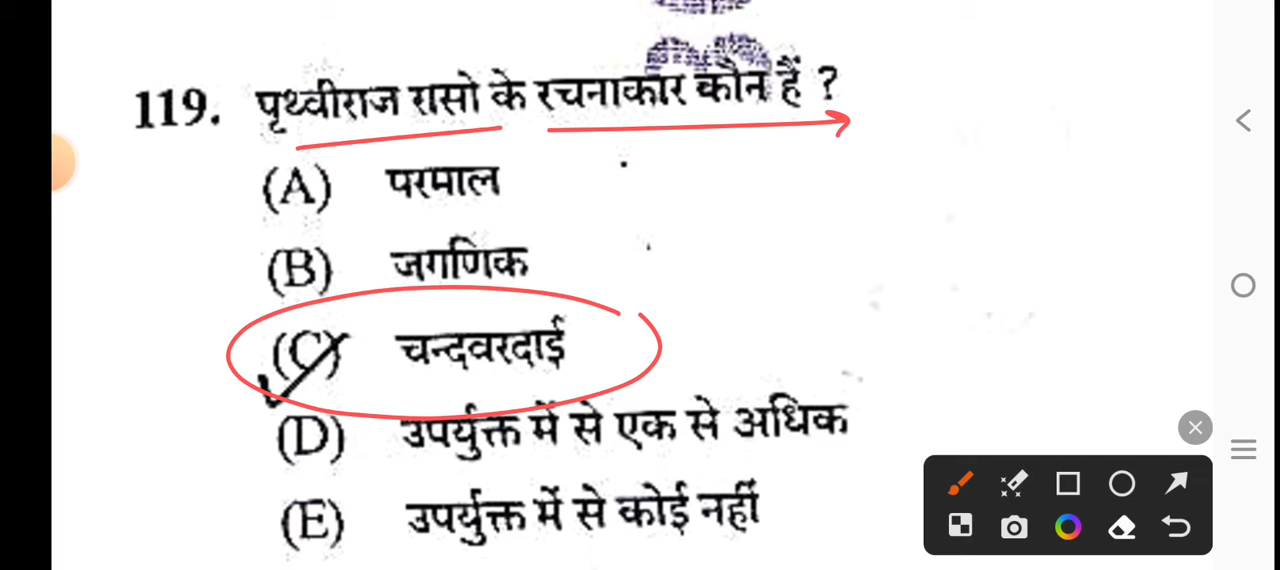 119. पृथ्वीराज रासो के रचनाकार कौन हैं ?
(A) परमाल
(B) जगणिक
(C) चन्दवरदाई
(D) उपर्युक्त में से एक से अधिक
(E) उपर्युक्त में से कोई नहीं